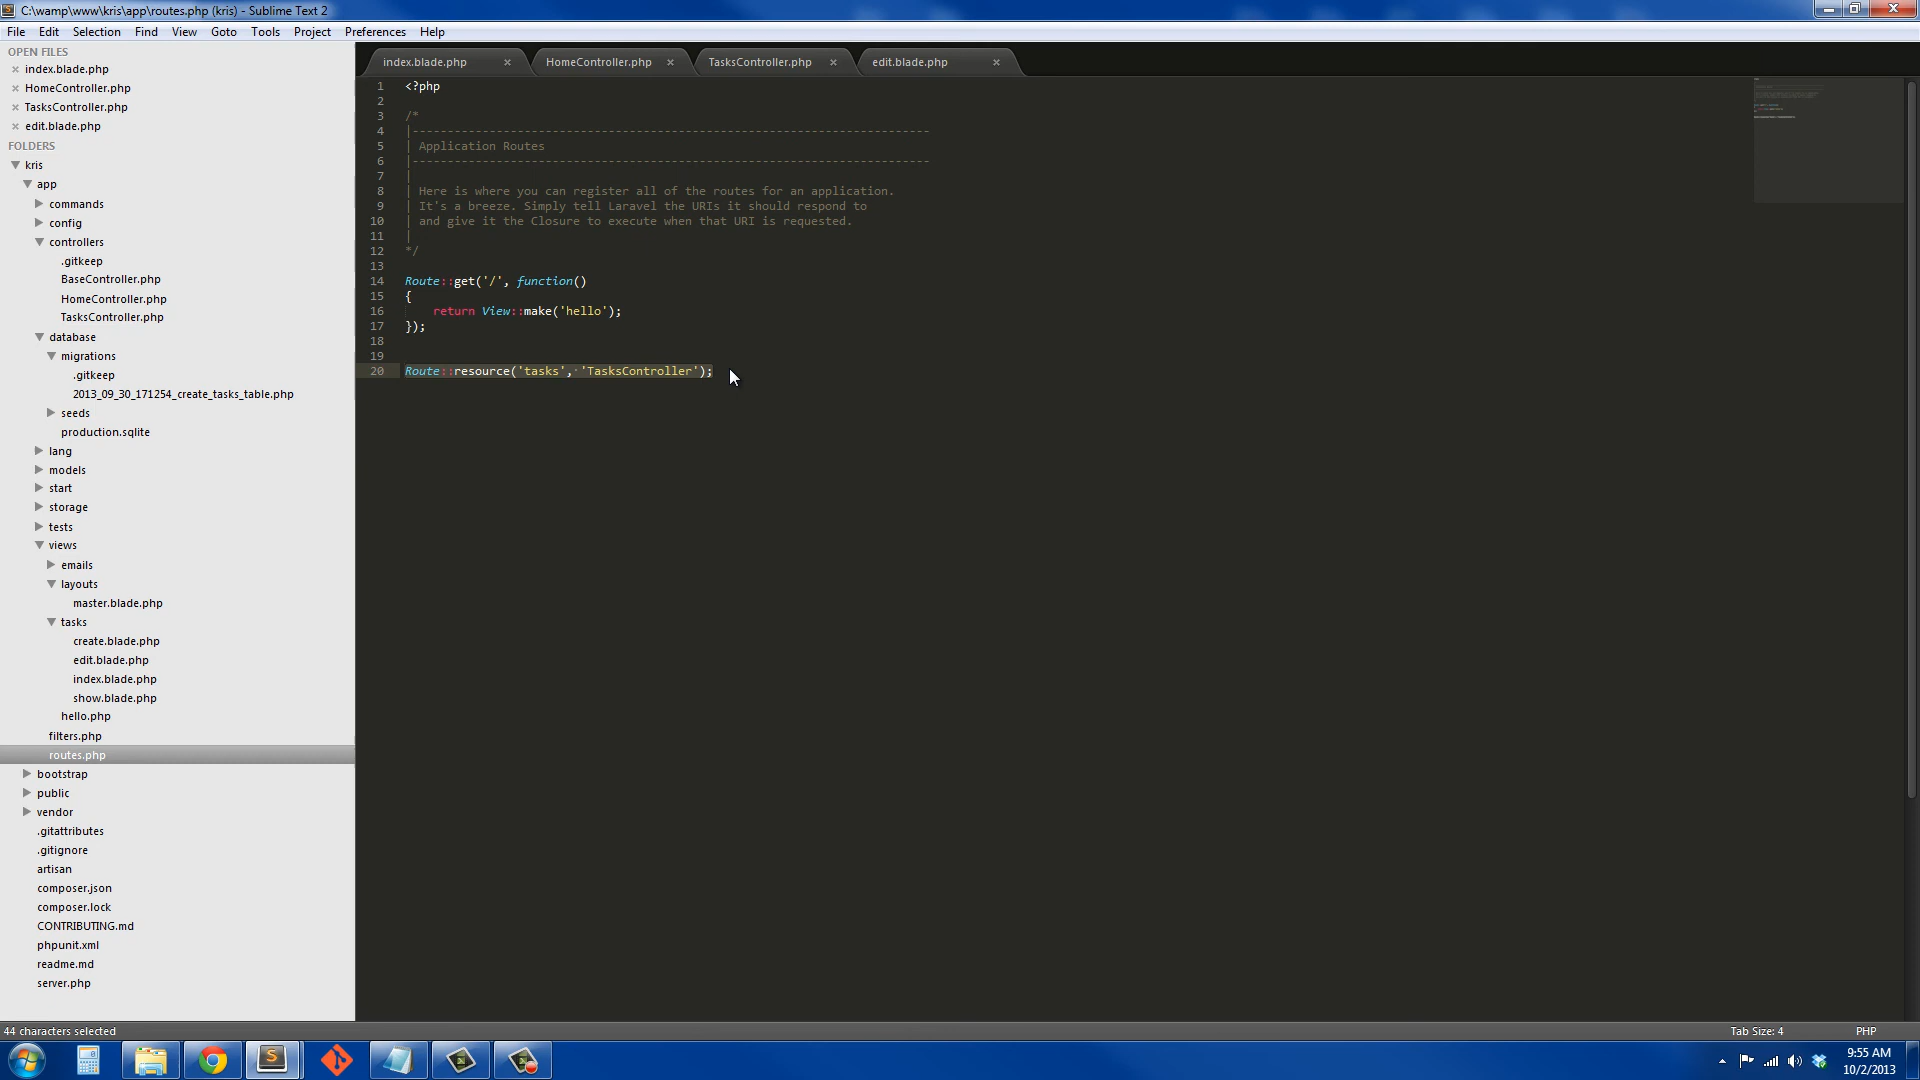 C:\wamp\www\kris\app\routes.php (kris) - Sublime Text 2
File Edit Selection Find View Goto Tools Project Preferences Help
OPEN FILES
index.blade.php
HomeController.php
TasksController.php
edit.blade.php
FOLDERS
kris
app
commands
config
controllers
.gitkeep
BaseController.php
HomeController.php
TasksController.php
database
migrations
.gitkeep
2013_09_30_171254_create_tasks_table.php
seeds
production.sqlite
lang
models
start
storage
tests
views
emails
layouts
master.blade.php
tasks
create.blade.php
edit.blade.php
index.blade.php
show.blade.php
hello.php
filters.php
routes.php
bootstrap
public
vendor
.gitattributes
.gitignore
artisan
composer.json
composer.lock
CONTRIBUTING.md
phpunit.xml
readme.md
server.php
index.blade.php HomeController.php TasksController.php edit.blade.php
1 <?php
2
3 /*
4 |--------------------------------------------------------------------------
5 | Application Routes
6 |--------------------------------------------------------------------------
7 |
8 | Here is where you can register all of the routes for an application.
9 | It's a breeze. Simply tell Laravel the URIs it should respond to
10 | and give it the Closure to execute when that URI is requested.
11 |
12 */
13
14 Route::get('/', function()
15 {
16 return View::make('hello');
17 });
18
19
20 Route::resource('tasks', 'TasksController');
44 characters selected
Tab Size: 4 PHP
9:55 AM
10/2/2013